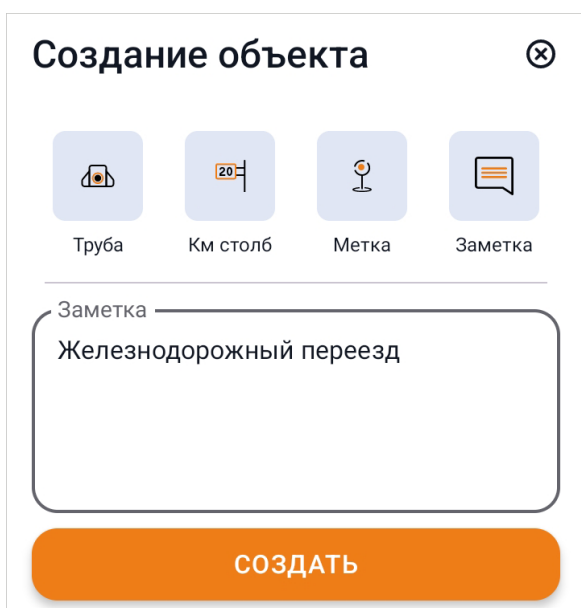 Создание объекта
20
Труба
Км столб
Метка
Заметка
Заметка
Железнодорожный переезд
СОЗДАТЬ